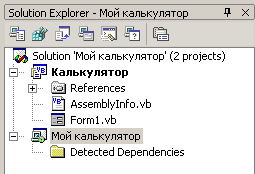 Solution Explorer - Мой калькулятор
Solution 'Мой калькулятор' (2 projects)
Калькулятор
References
AssemblyInfo.vb
Form1.vb
Мой калькулятор
Detected Dependencies